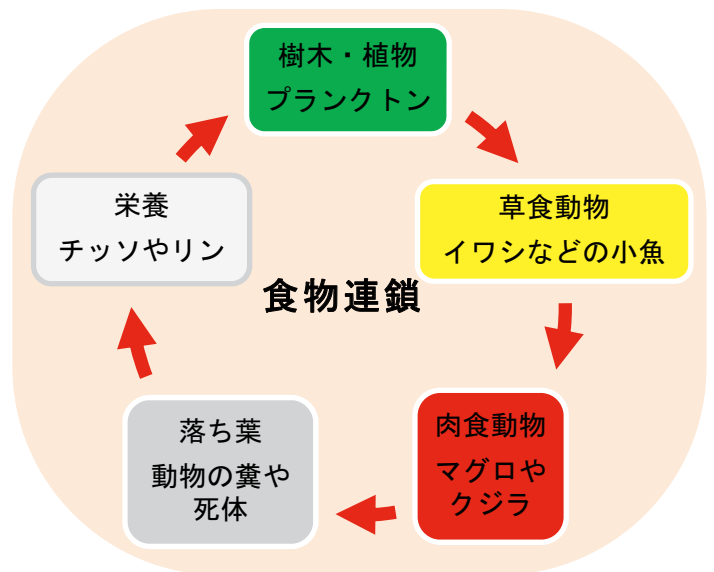 樹木・植物
プランクトン
草食動物
イワシなどの小魚
肉食動物
マグロや
クジラ
落ち葉
動物の糞や
死体
栄養
チッソやリン
食物連鎖